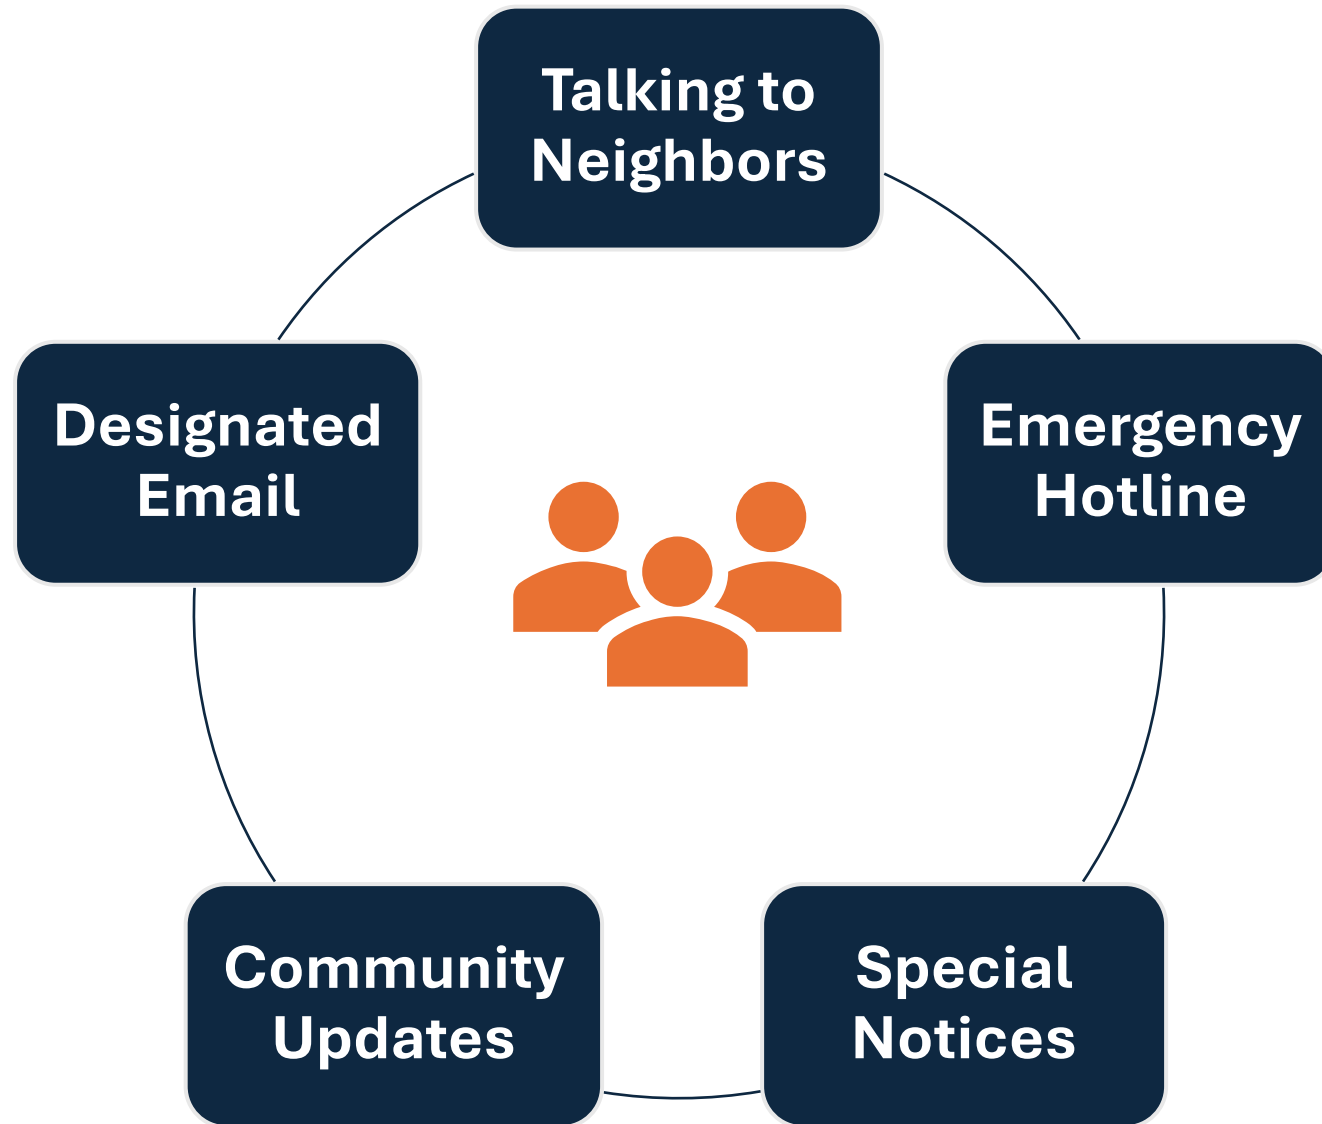 Talking to
Neighbors
Designated
Email
Emergency
Hotline
Community
Updates
Special
Notices